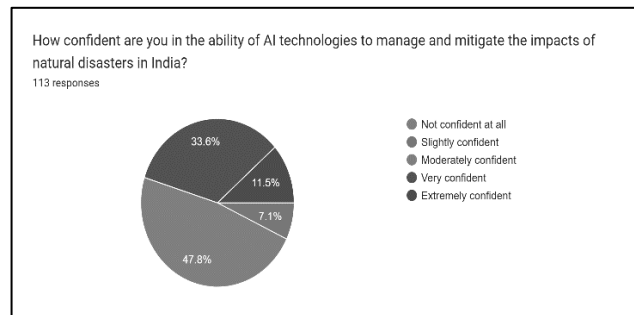 How confident are you in the ability of AI technologies to manage and mitigate the impacts of
natural disasters in India?
113 responses
Not confident at all
Slightly confident
Moderately confident
Very confident
Extremely confident
33.6%
11.5%
7.1%
47.8%